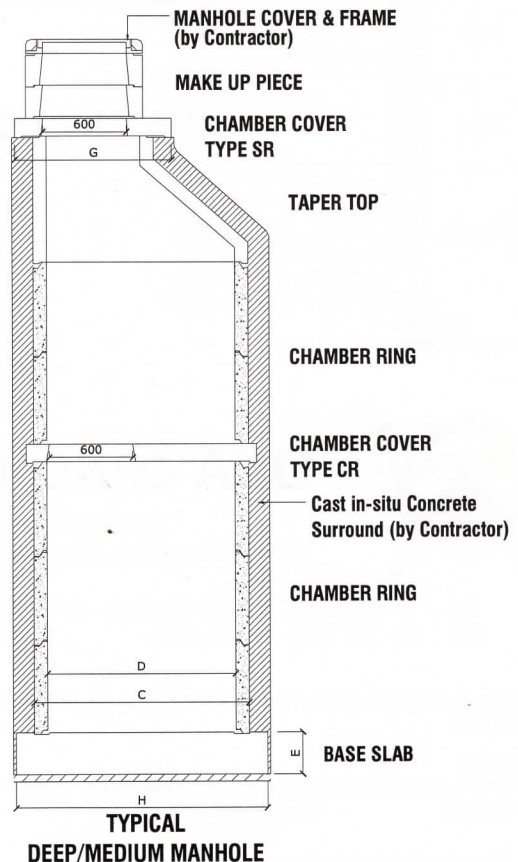 MANHOLE COVER & FRAME
(by Contractor)
MAKE UP PIECE
600
CHAMBER COVER
TYPE SR
G
TAPER TOP
CHAMBER RING
600
CHAMBER COVER
TYPE CR
Cast in-situ Concrete
Surround (by Contractor)
CHAMBER RING
D
C
E
BASE SLAB
H
TYPICAL
DEEP/MEDIUM MANHOLE